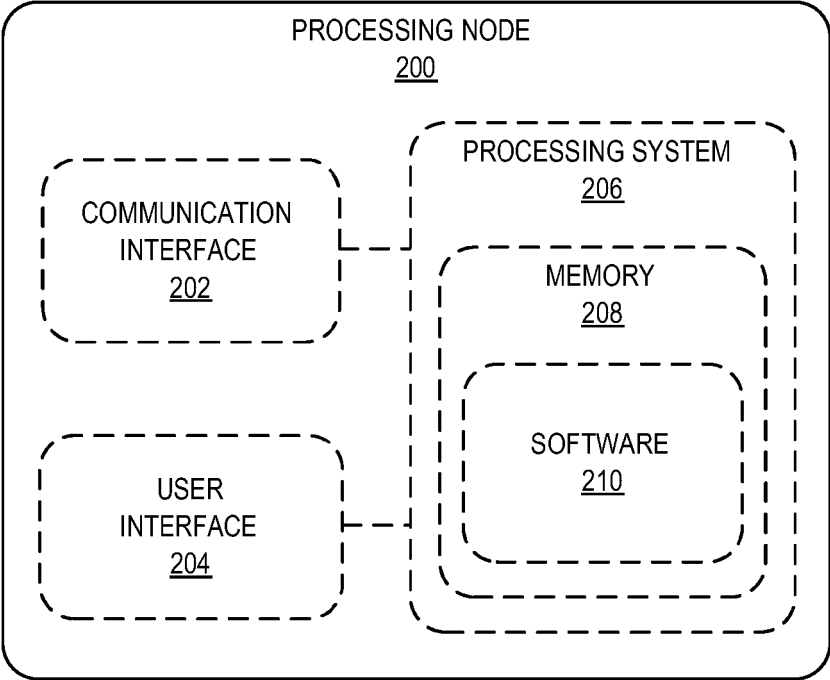 PROCESSING NODE
200
PROCESSING SYSTEM
206
COMMUNICATION
INTERFACE
202
MEMORY
208
SOFTWARE
210
USER
INTERFACE
204